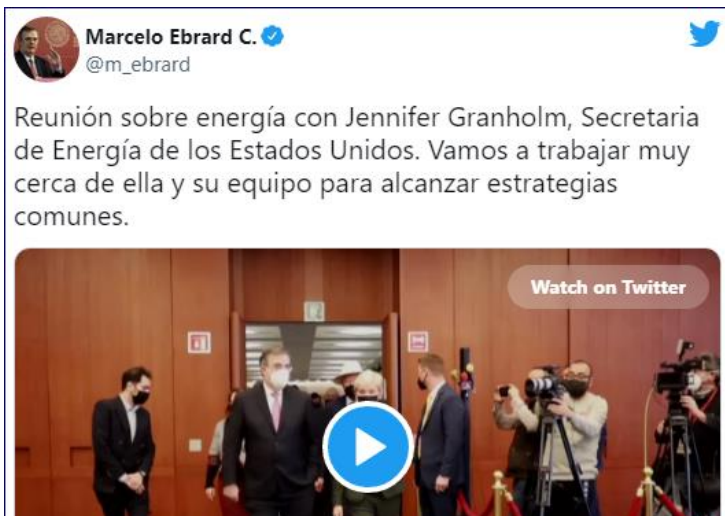 Marcelo Ebrard C.
@m_ebrard
Reunión sobre energía con Jennifer Granholm, Secretaria
de Energía de los Estados Unidos. Vamos a trabajar muy
cerca de ella y su equipo para alcanzar estrategias
comunes.
Watch on Twitter